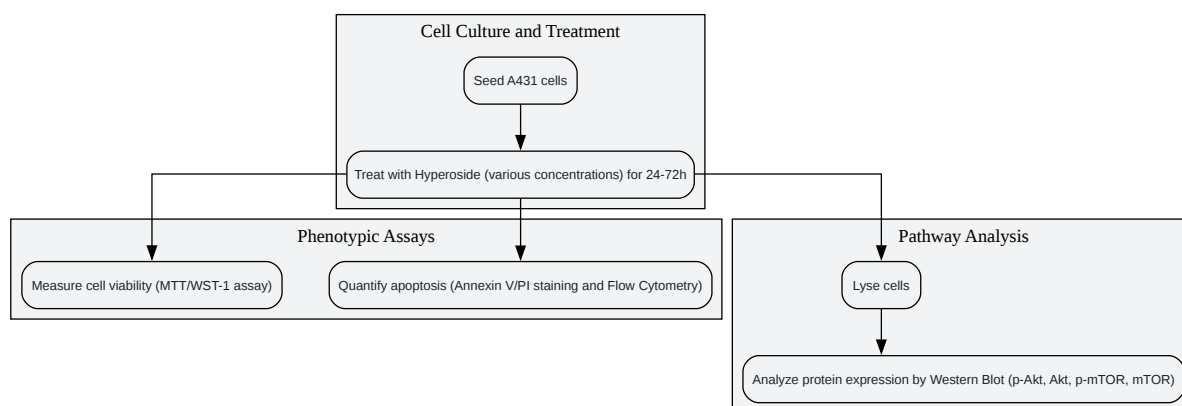 Cell Culture and Treatment
Seed A431 cells
Treat with Hyperoside (various concentrations) for 24-72h
Phenotypic Assays
Measure cell viability (MTT/WST-1 assay)
Quantify apoptosis (Annexin V/PI staining and Flow Cytometry)
Pathway Analysis
Lyse cells
Analyze protein expression by Western Blot (p-Akt, Akt, p-mTOR, mTOR)